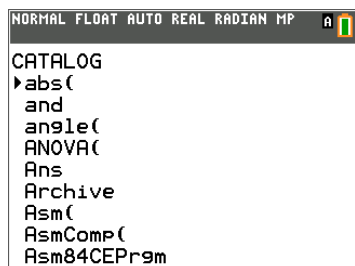 NORMAL FLOAT AUTO REAL RADIAN MP A
CATALOG
▶abs(
and
angle(
ANOVA(
Ans
Archive
Asm(
AsmComp(
Asm84CEPrgm